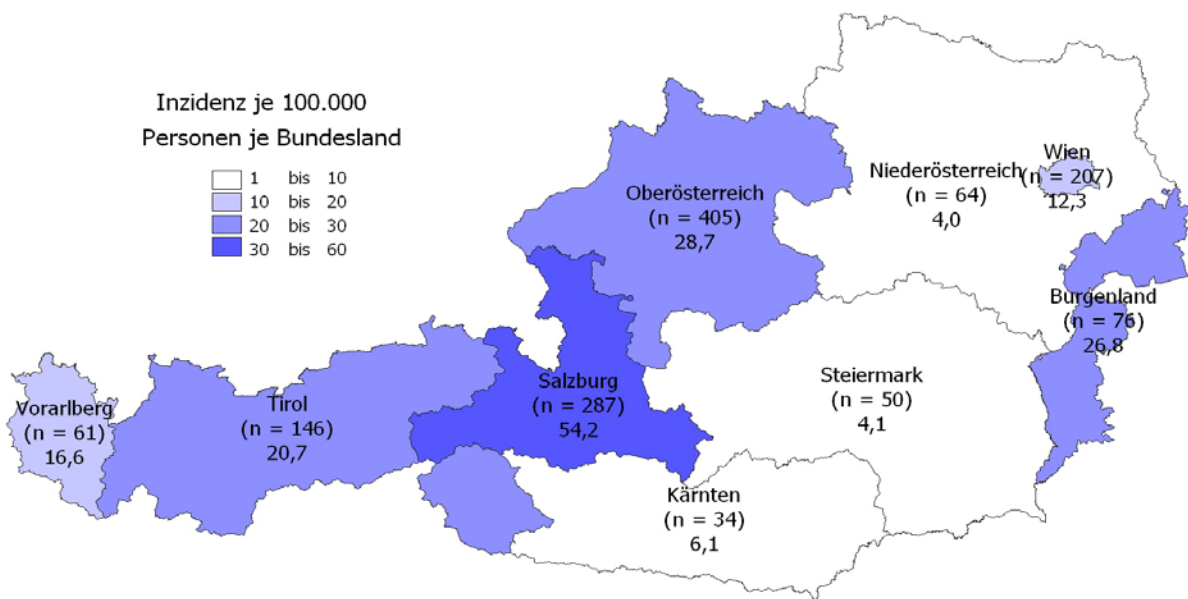 Inzidenz je 100.000
Personen je Bundesland
1 bis 10
10 bis 20
20 bis 30
30 bis 60
Oberösterreich
(n = 405)
28,7
Niederösterreich
(n = 64)
4,0
Wien
(n = 207)
12,3
Burgenland
(n = 76)
26,8
Steiermark
(n = 50)
4,1
Salzburg
(n = 287)
54,2
Tirol
(n = 146)
20,7
Vorarlberg
(n = 61)
16,6
Kärnten
(n = 34)
6,1